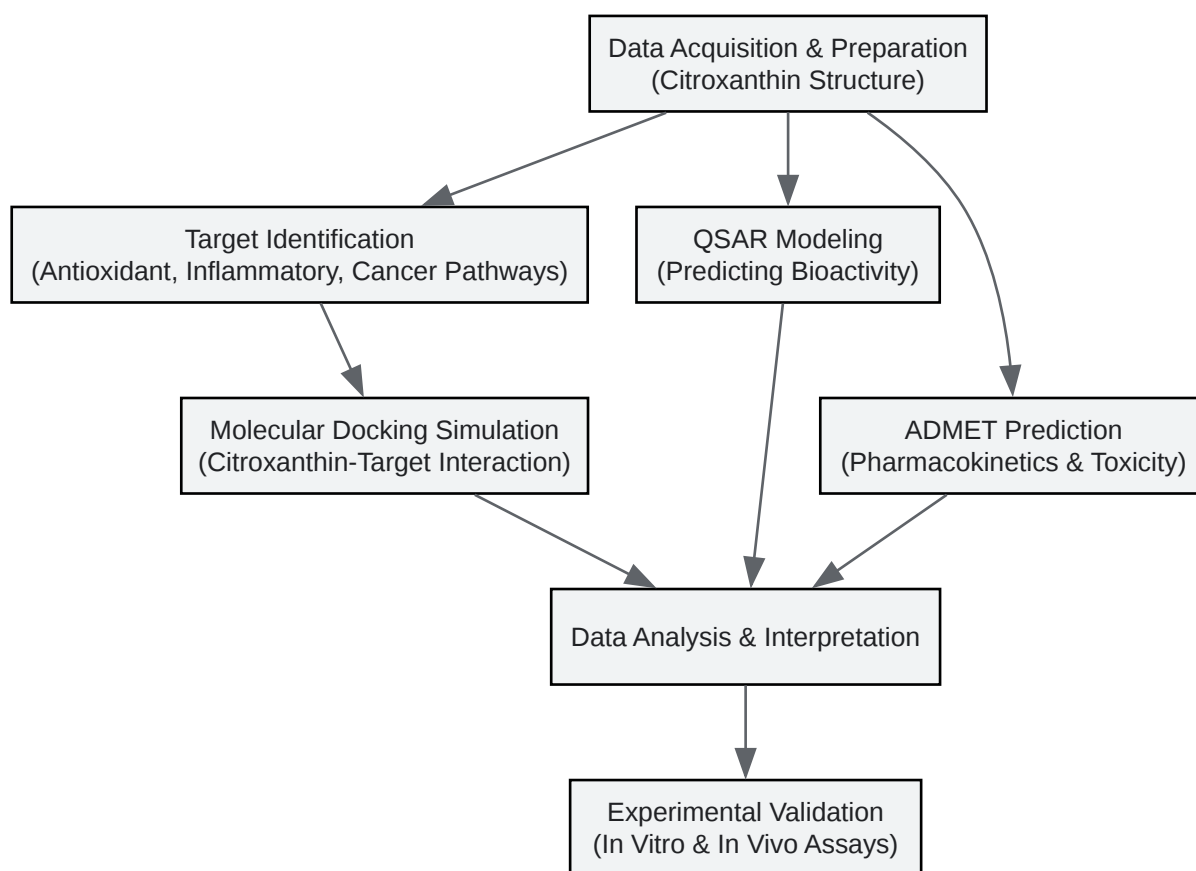 Data Acquisition & Preparation
(Citroxanthin Structure)
Target Identification
(Antioxidant, Inflammatory, Cancer Pathways)
QSAR Modeling
(Predicting Bioactivity)
Molecular Docking Simulation
(Citroxanthin-Target Interaction)
ADMET Prediction
(Pharmacokinetics & Toxicity)
Data Analysis & Interpretation
Experimental Validation
(In Vitro & In Vivo Assays)